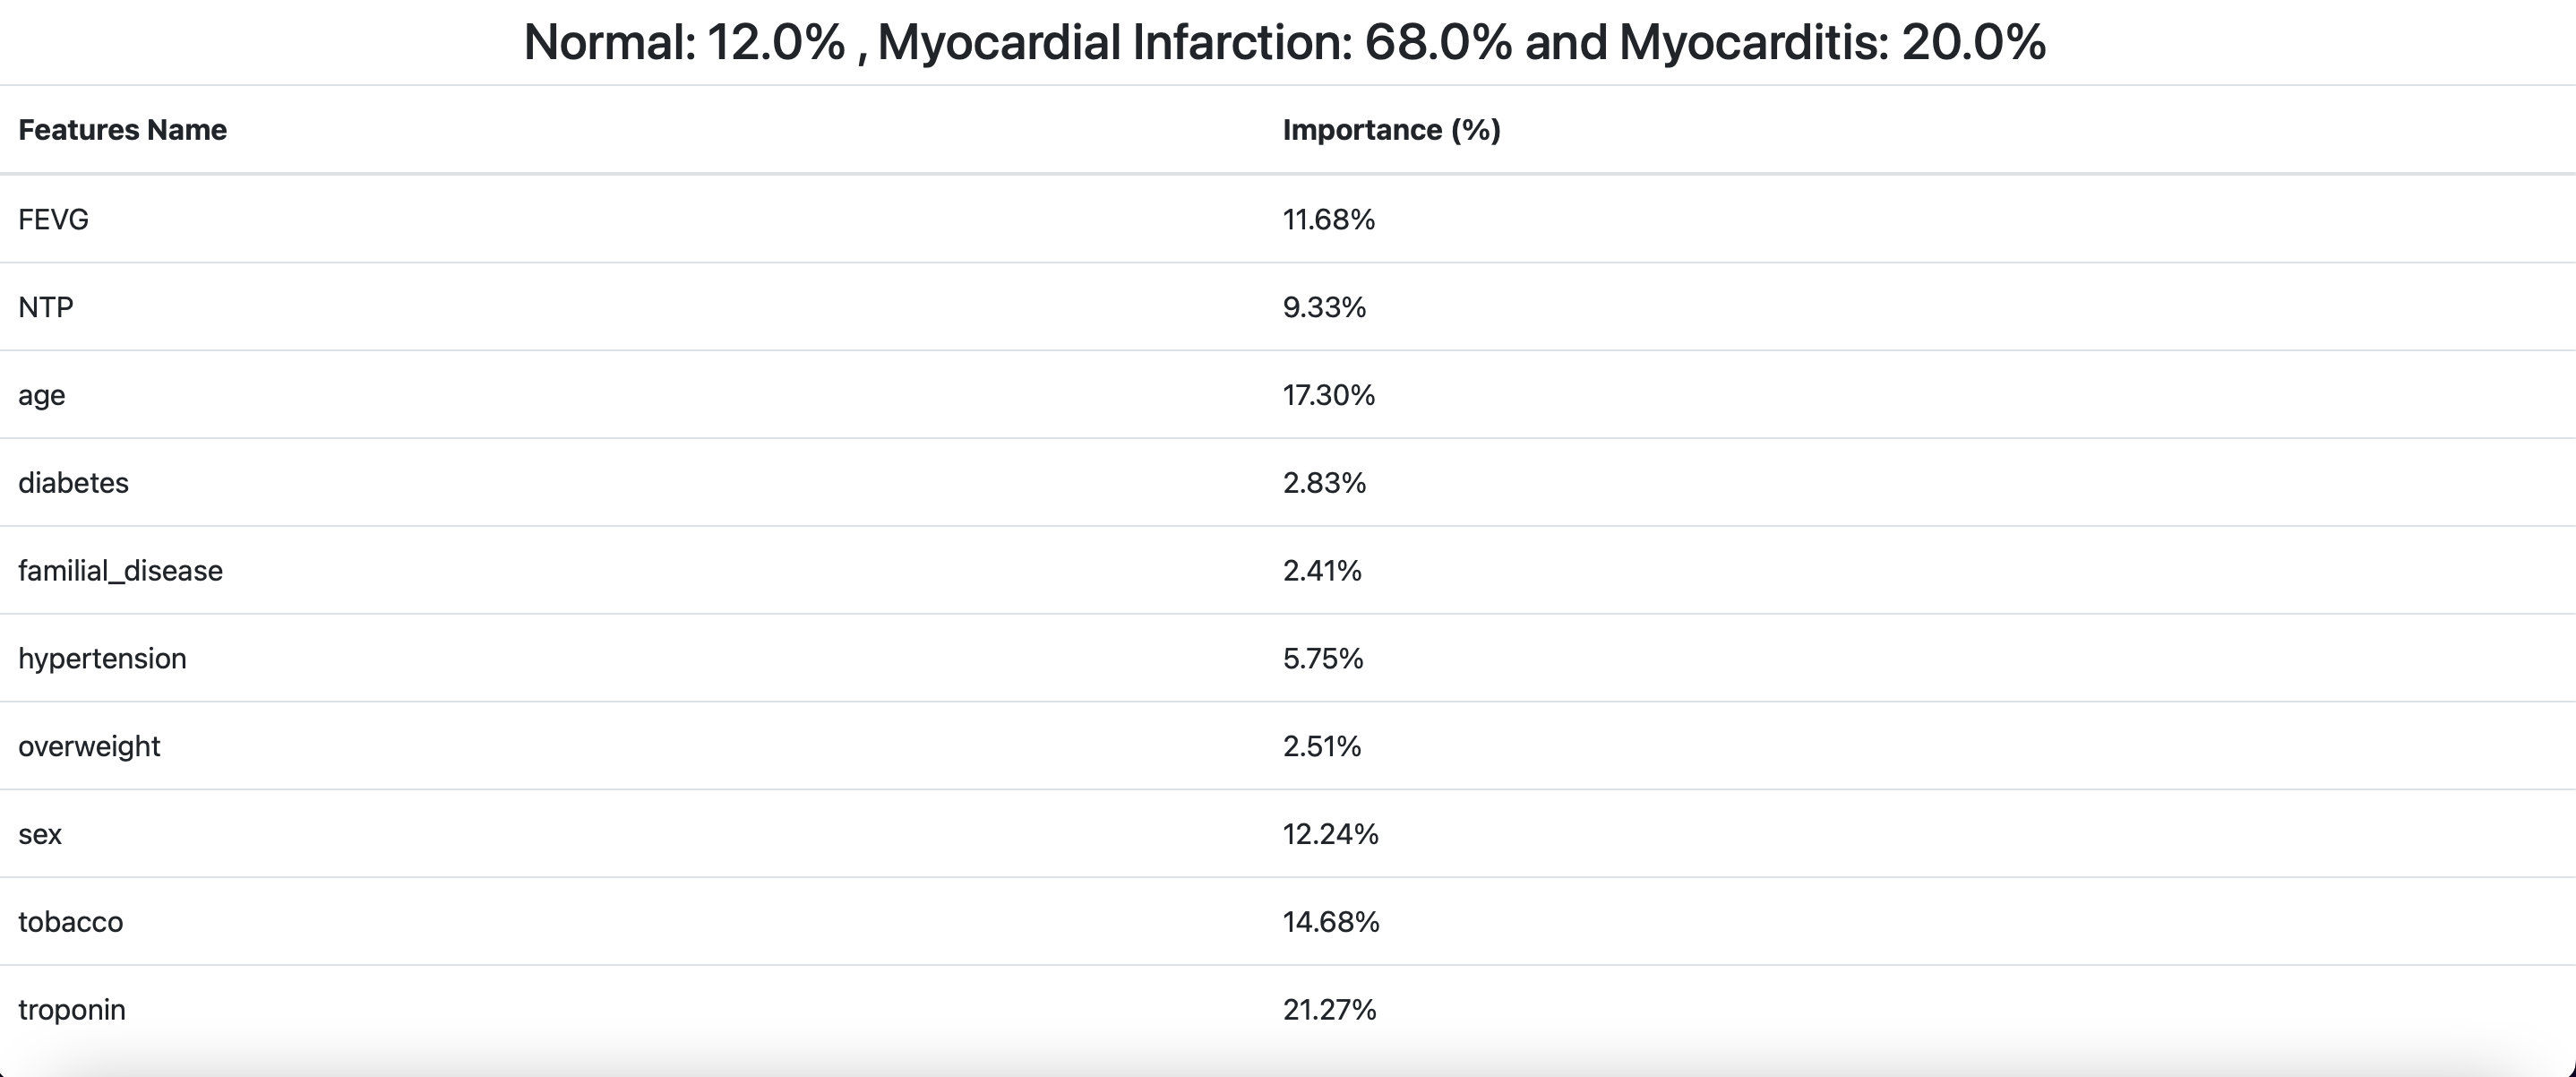 Normal: 12.0% , Myocardial Infarction: 68.0% and Myocarditis: 20.0%
Features Name Importance (%)
FEVG 11.68%
NTP 9.33%
age 17.30%
diabetes 2.83%
familial_disease 2.41%
hypertension 5.75%
overweight 2.51%
sex 12.24%
tobacco 14.68%
troponin 21.27%